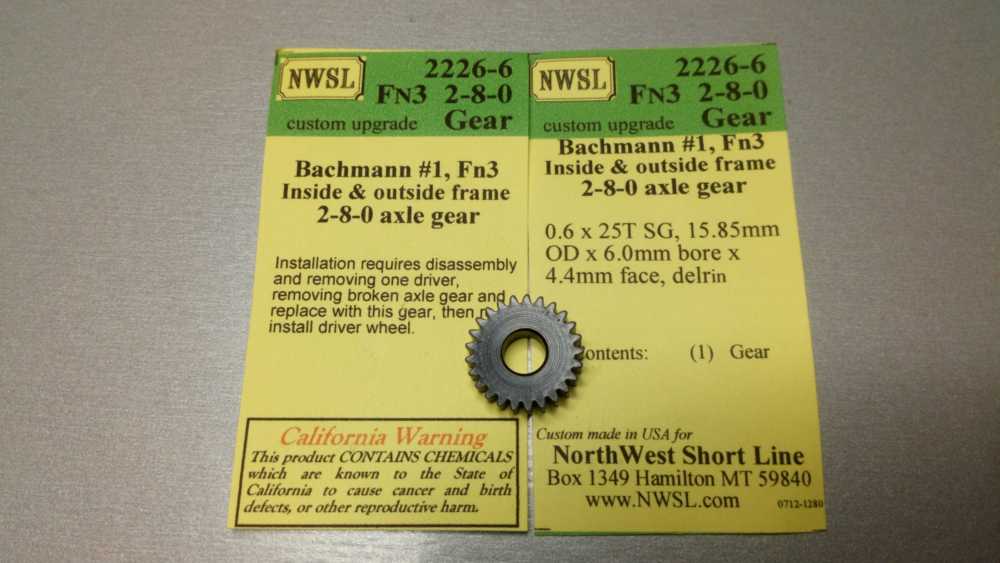 NWSL
2226-6
FN3 2-8-0
custom upgrade Gear
Bachmann #1, Fn3
Inside & outside frame
2-8-0 axle gear
Installation requires disassembly
and removing one driver,
removing broken axle gear and
replace with this gear, then
install driver wheel.
California Warning
This product CONTAINS CHEMICALS
which are known to the State of
California to cause cancer and birth
defects, or other reproductive harm.
NWSL
2226-6
FN3 2-8-0
custom upgrade Gear
Bachmann #1, Fn3
Inside & outside frame
2-8-0 axle gear
0.6 x 25T SG, 15.85mm
OD x 6.0mm bore x
4.4mm face, delrin
ontents: (1) Gear
Custom made in USA for
NorthWest Short Line
Box 1349 Hamilton MT 59840
www.NWSL.com
0712-1280